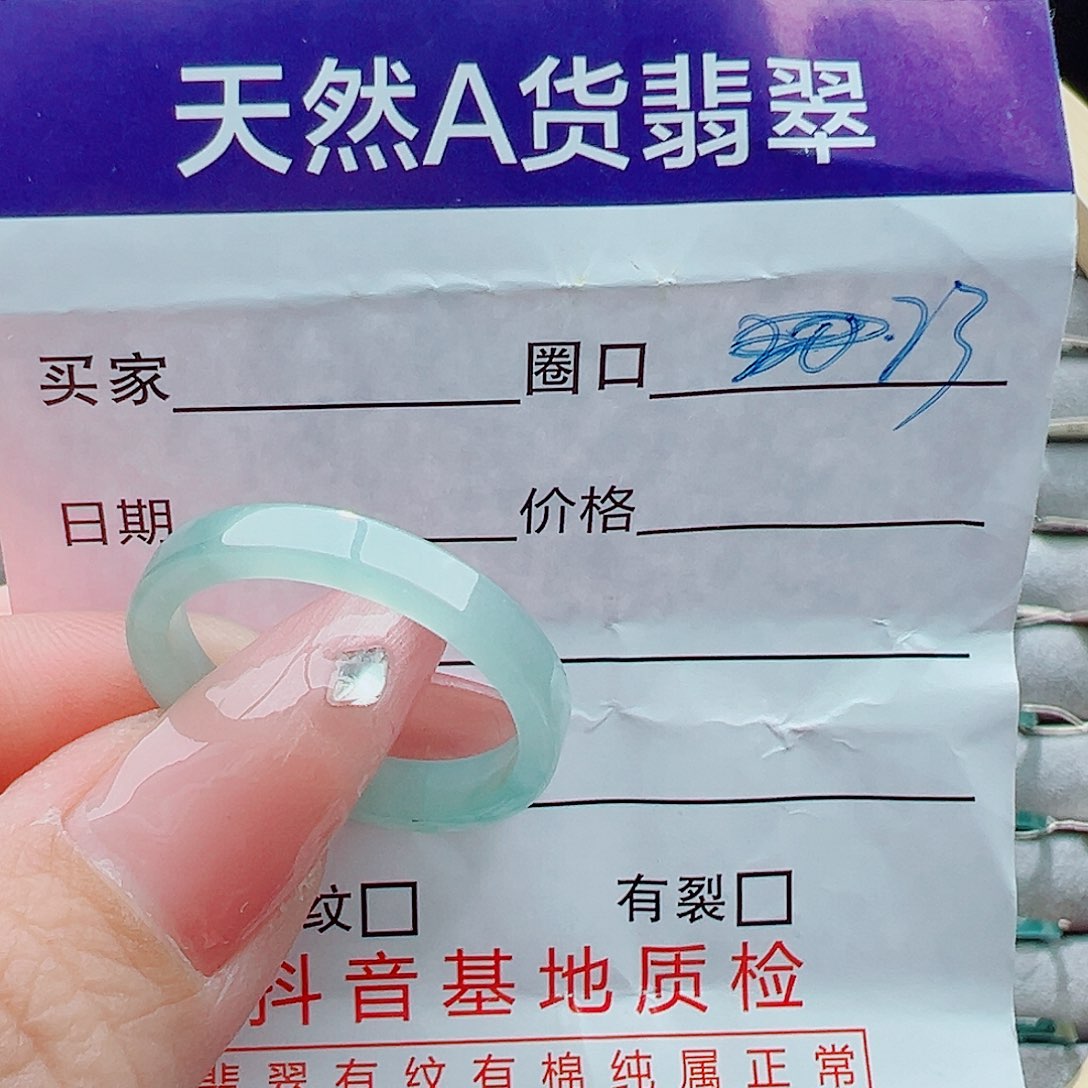 天然A货翡翠
买家 圈口 23
日期 价格
纹 有裂
抖音基地质检
翡翠有纹有棉纯属正常